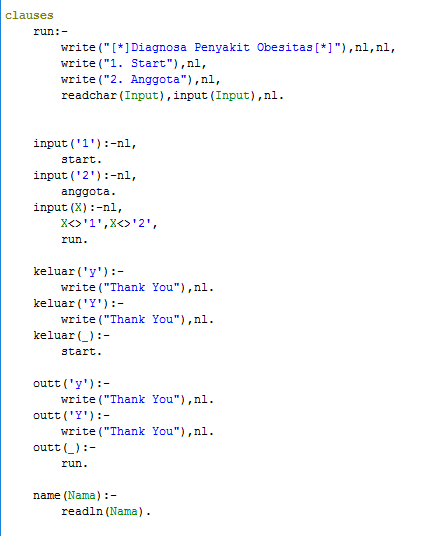 clauses
run:-
write("[*]Diagnosa Penyakit Obesitas[*]"),nl,nl,
write("1. Start"),nl,
write("2. Anggota"),nl,
readchar(Input),input(Input),nl.
input('1'):-nl,
start.
input('2'):-nl,
anggota.
input(X):-nl,
X<>'1',X<>'2',
run.
keluar('y'):-
write("Thank You"),nl.
keluar('Y'):-
write("Thank You"),nl.
keluar(_):-
start.
outt('y'):-
write("Thank You"),nl.
outt('Y'):-
write("Thank You"),nl.
outt(_):-
run.
name(Nama):-
readln(Nama).